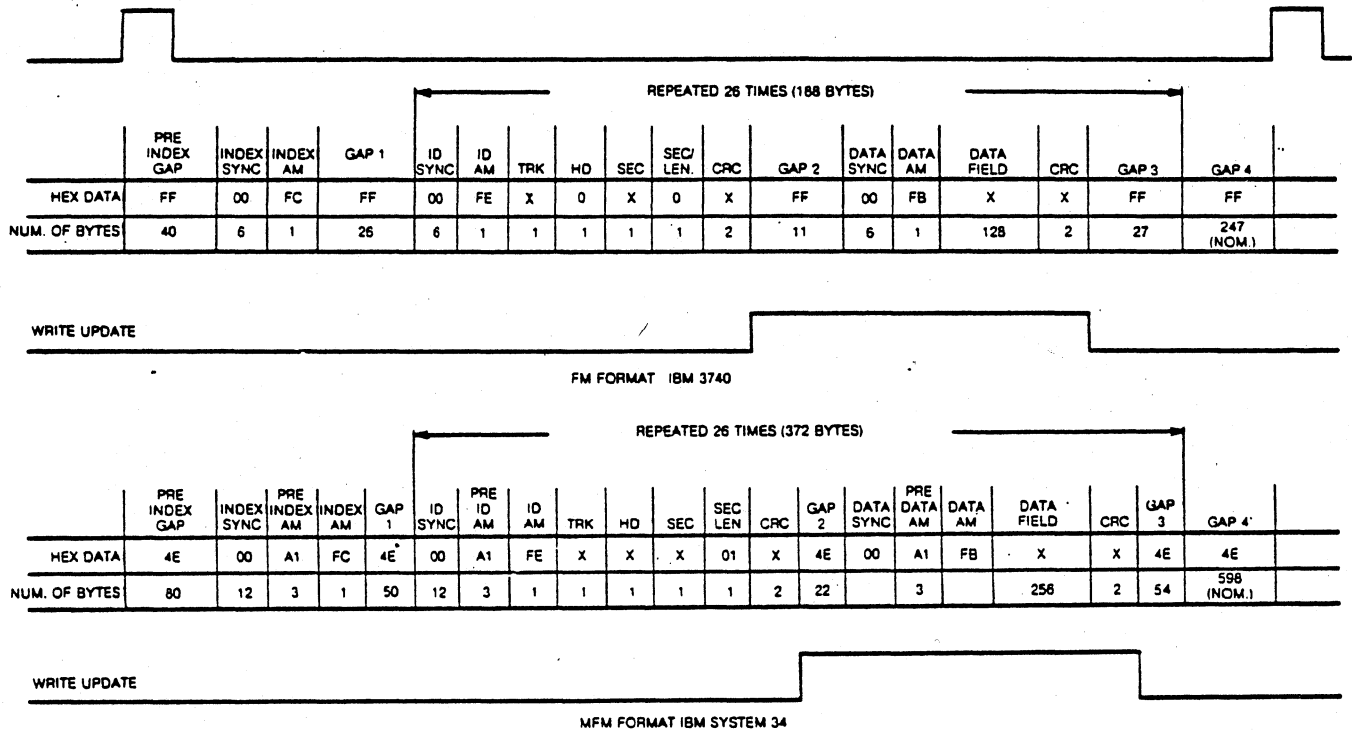 REPEATED 26 TIMES (188 BYTES)
PRE INDEX GAP INDEX SYNC INDEX AM GAP 1 ID SYNC ID AM TRK HD SEC SEC/ LEN. CRC GAP 2 DATA SYNC DATA AM DATA FIELD CRC GAP 3 GAP 4
HEX DATA FF 00 FC FF 00 FE X 0 X 0 X FF 00 FB X X FF FF
NUM. OF BYTES 40 6 1 26 6 1 1 1 1 1 2 11 6 1 128 2 27 247 (NOM.)
WRITE UPDATE
FM FORMAT IBM 3740
REPEATED 26 TIMES (372 BYTES)
PRE INDEX GAP INDEX SYNC PRE INDEX AM INDEX AM GAP 1 ID SYNC PRE ID AM ID AM TRK HD SEC SEC LEN CRC GAP 2 DATA SYNC PRE DATA AM DATA AM DATA FIELD CRC GAP 3 GAP 4
HEX DATA 4E 00 A1 FC 4E 00 A1 FE X X X 01 X 4E 00 A1 FB X X 4E 4E
NUM. OF BYTES 80 12 3 1 50 12 3 1 1 1 1 1 2 22 3 256 2 54 598 (NOM.)
WRITE UPDATE
MFM FORMAT IBM SYSTEM 34